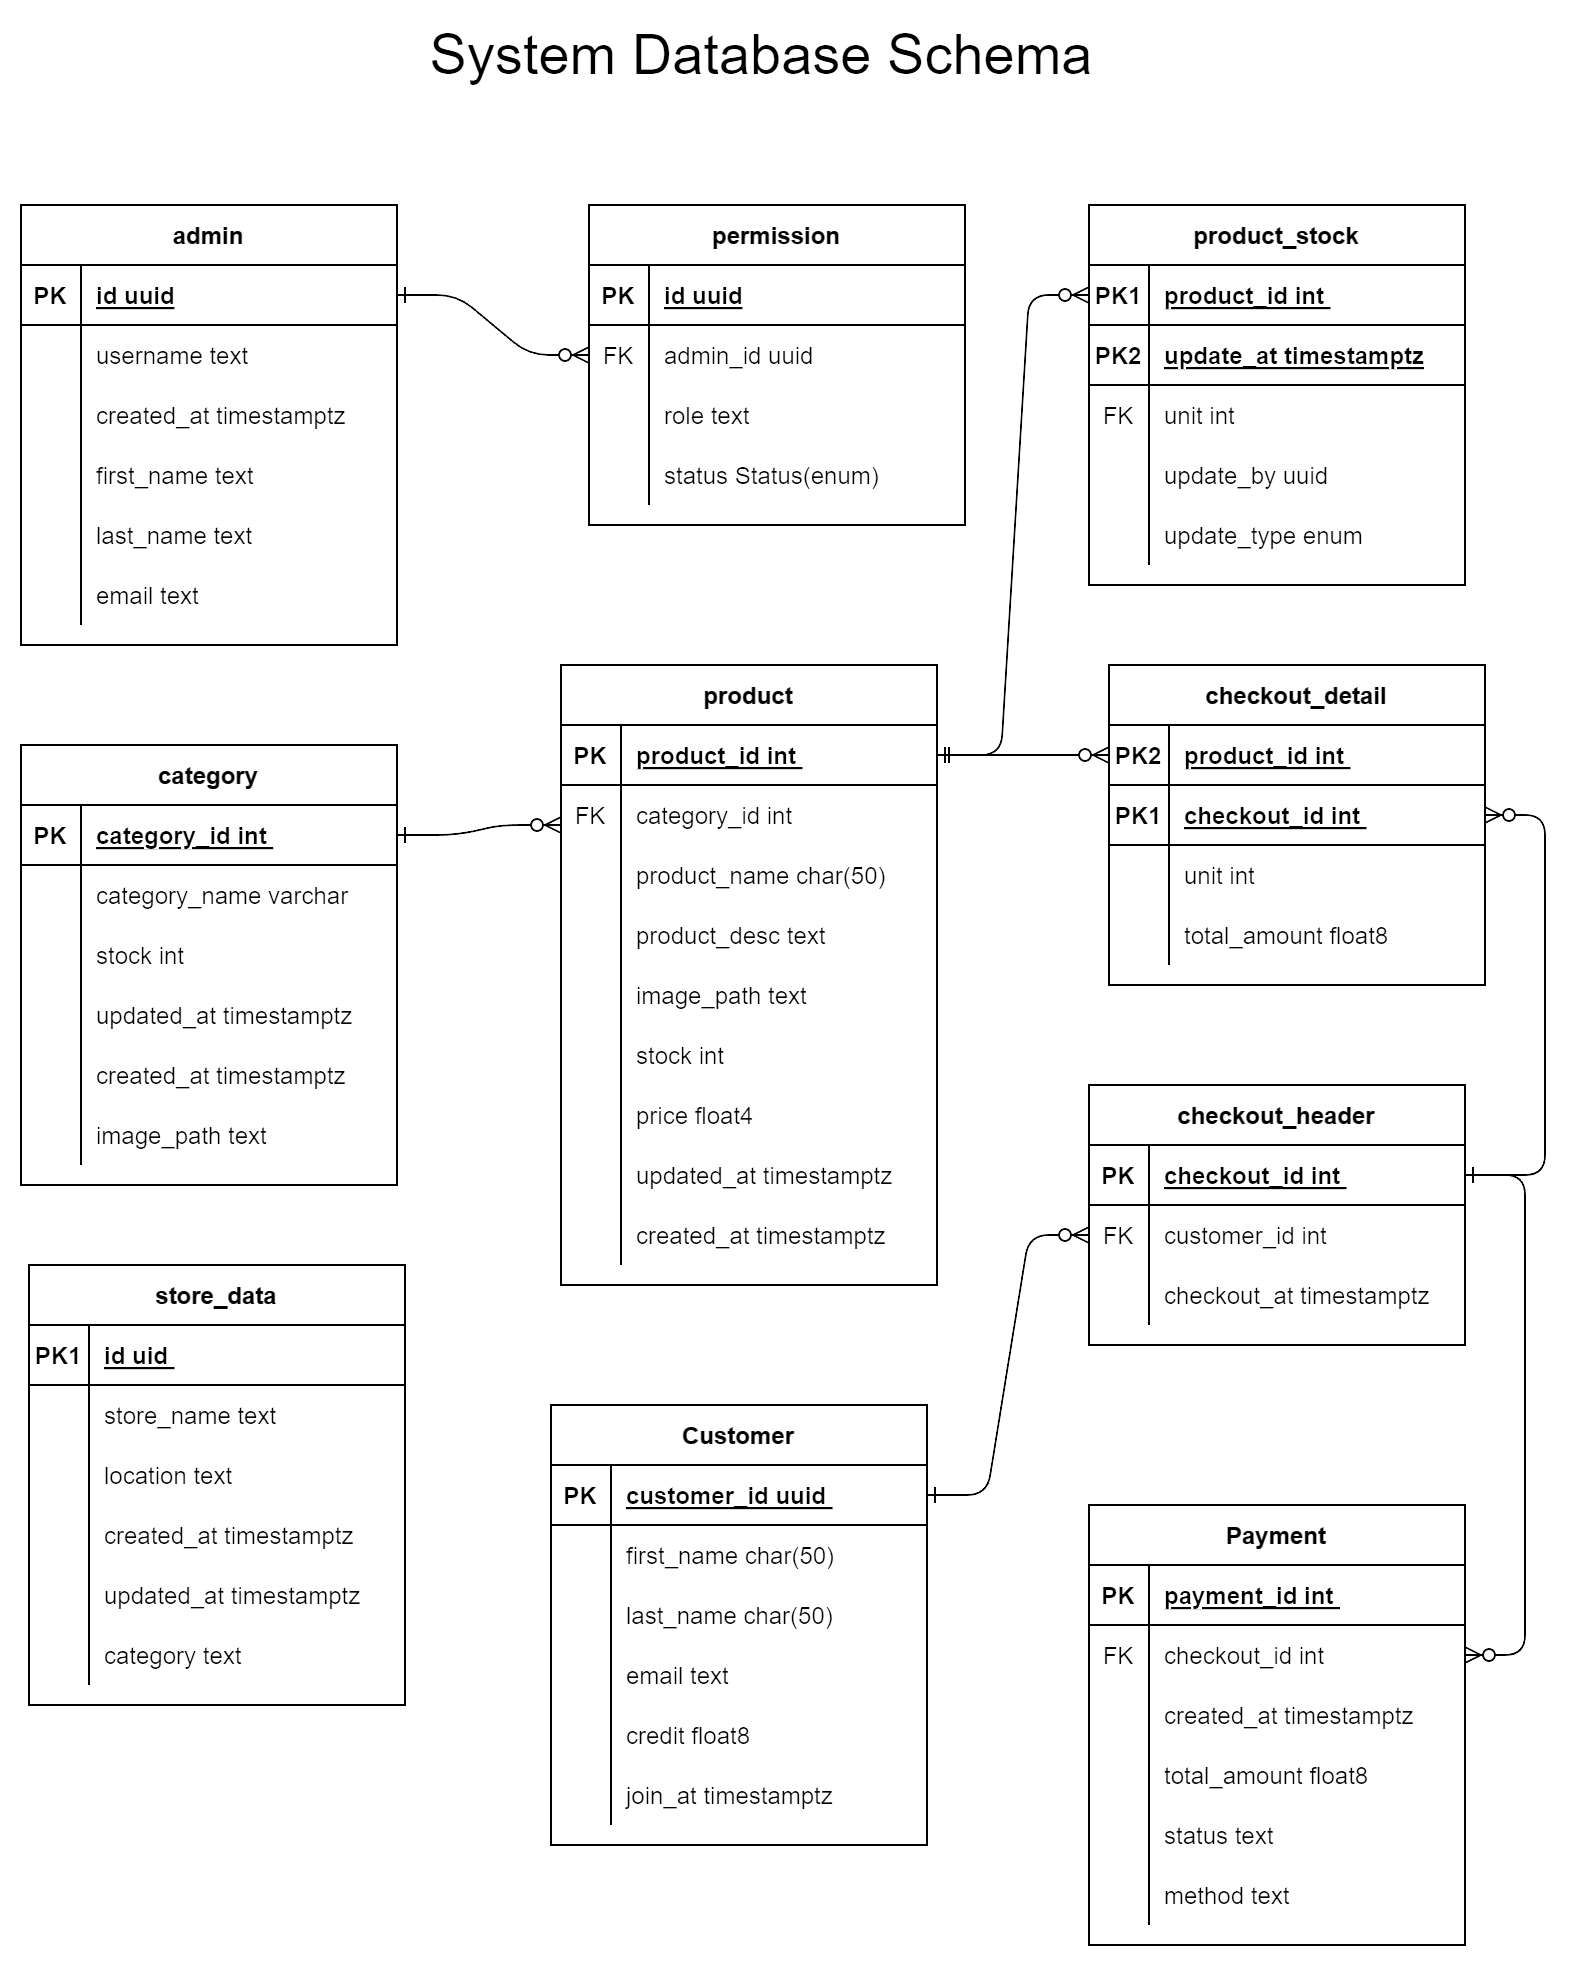 System Database Schema
admin
PK id uuid
username text
created_at timestamptz
first_name text
last_name text
email text
permission
PK id uuid
FK admin_id uuid
role text
status Status(enum)
product_stock
PK1 product_id int
PK2 update_at timestamptz
FK unit int
update_by uuid
update_type enum
category
PK category_id int
category_name varchar
stock int
updated_at timestamptz
created_at timestamptz
image_path text
product
PK product_id int
FK category_id int
product_name char(50)
product_desc text
image_path text
stock int
price float4
updated_at timestamptz
created_at timestamptz
checkout_detail
PK2 product_id int
PK1 checkout_id int
unit int
total_amount float8
checkout_header
PK checkout_id int
FK customer_id int
checkout_at timestamptz
store_data
PK1 id uid
store_name text
location text
created_at timestamptz
updated_at timestamptz
category text
Customer
PK customer_id uuid
first_name char(50)
last_name char(50)
email text
credit float8
join_at timestamptz
Payment
PK payment_id int
FK checkout_id int
created_at timestamptz
total_amount float8
status text
method text